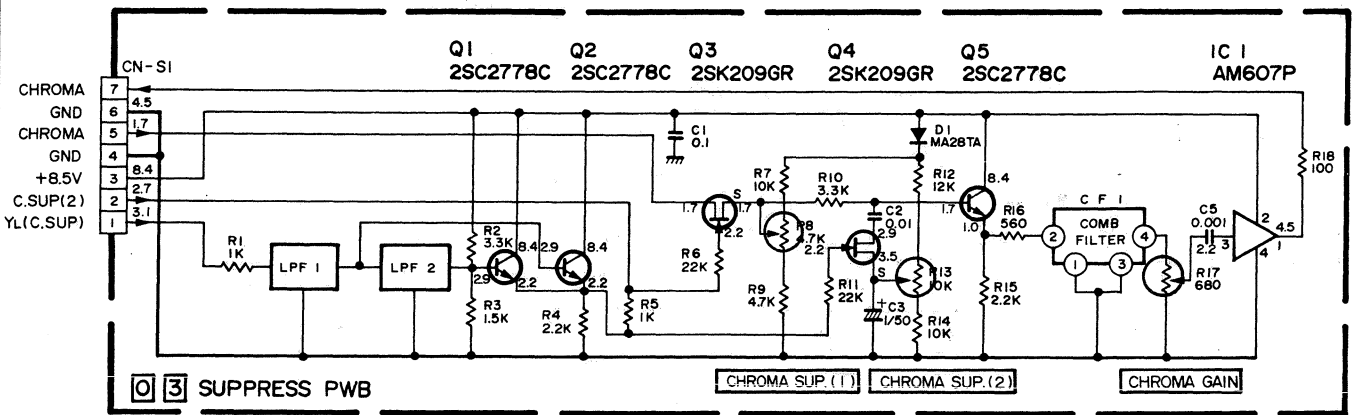 CN-S1
CHROMA 7
GND 6 4.5
CHROMA 5 1.7
GND 4
+8.5V 3 8.4
C.SUP(2) 2 2.7
YL(C.SUP) 1 3.1
Q1
2SC2778C
Q2
2SC2778C
Q3
2SK209GR
Q4
2SK209GR
Q5
2SC2778C
IC 1
AM607P
R1
1K
LPF 1
LPF 2
R2
3.3K
2.9
8.4
2.2
R3
1.5K
2.9
8.4
2.2
R4
2.2K
R5
1K
R6
22K
C1
0.1
1.7
S
1.7
2.2
R7
10K
R8
4.7K
R9
4.7K
R10
3.3K
2.2
R11
22K
C2
0.01
2.9
3.5
S
+
C3
1/50
D1
MA28TA
R12
12K
R13
10K
R14
10K
1.7
8.4
1.0
R15
2.2K
R16
560
C F 1
COMB
FILTER
2
4
1
3
R17
680
C5
0.001
2.2
3
2
4
4.5
1
R18
100
0 3 SUPPRESS PWB
CHROMA SUP.(1)
CHROMA SUP.(2)
CHROMA GAIN